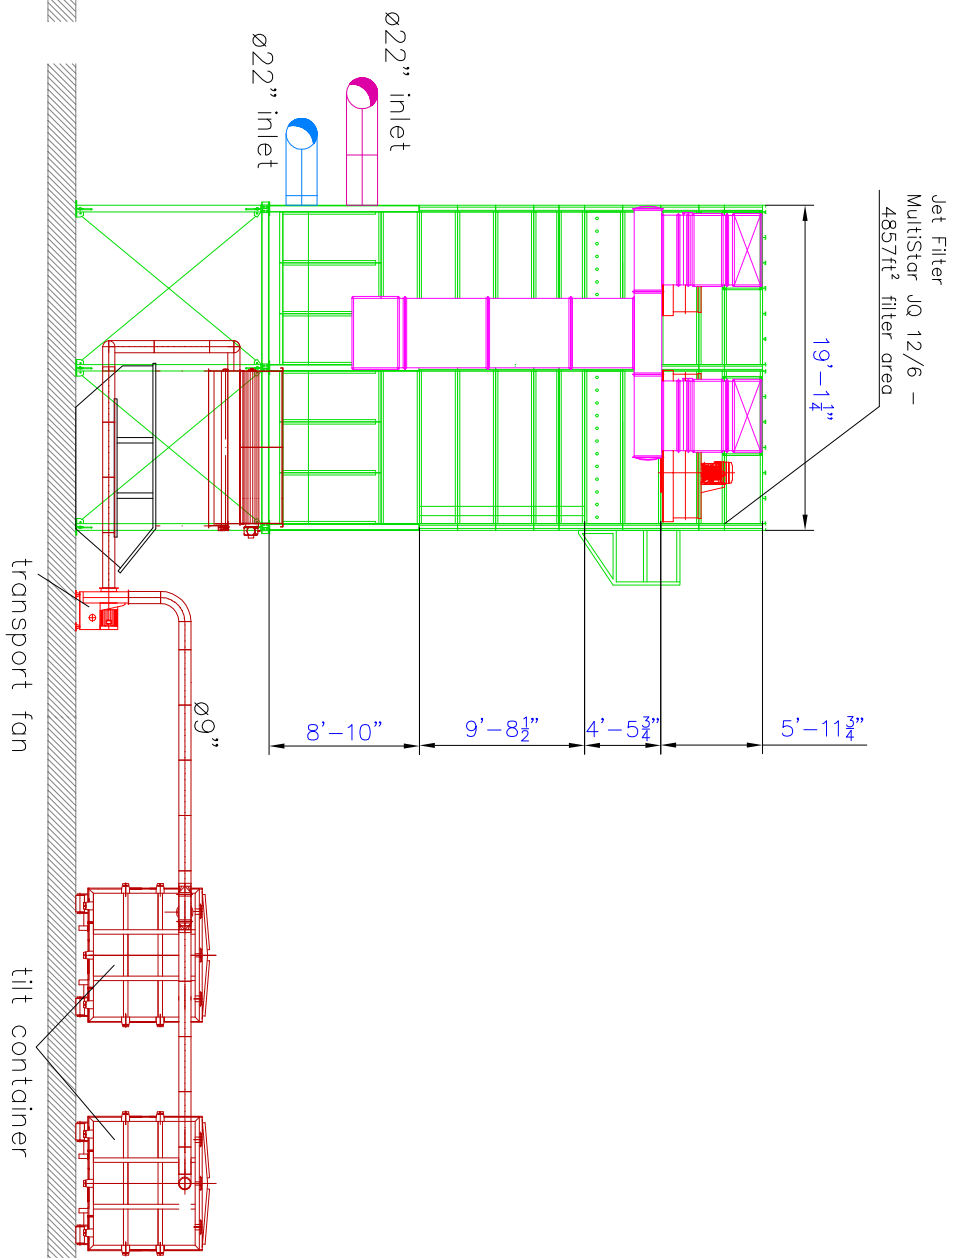 Jet Filter
MultiStar JQ 12/6 –
4857ft² filter area
19'-1¼"
5'-11¾"
4'-5¾"
9'-8½"
8'-10"
ø22" inlet
ø22" inlet
ø9"
transport fan
tilt container